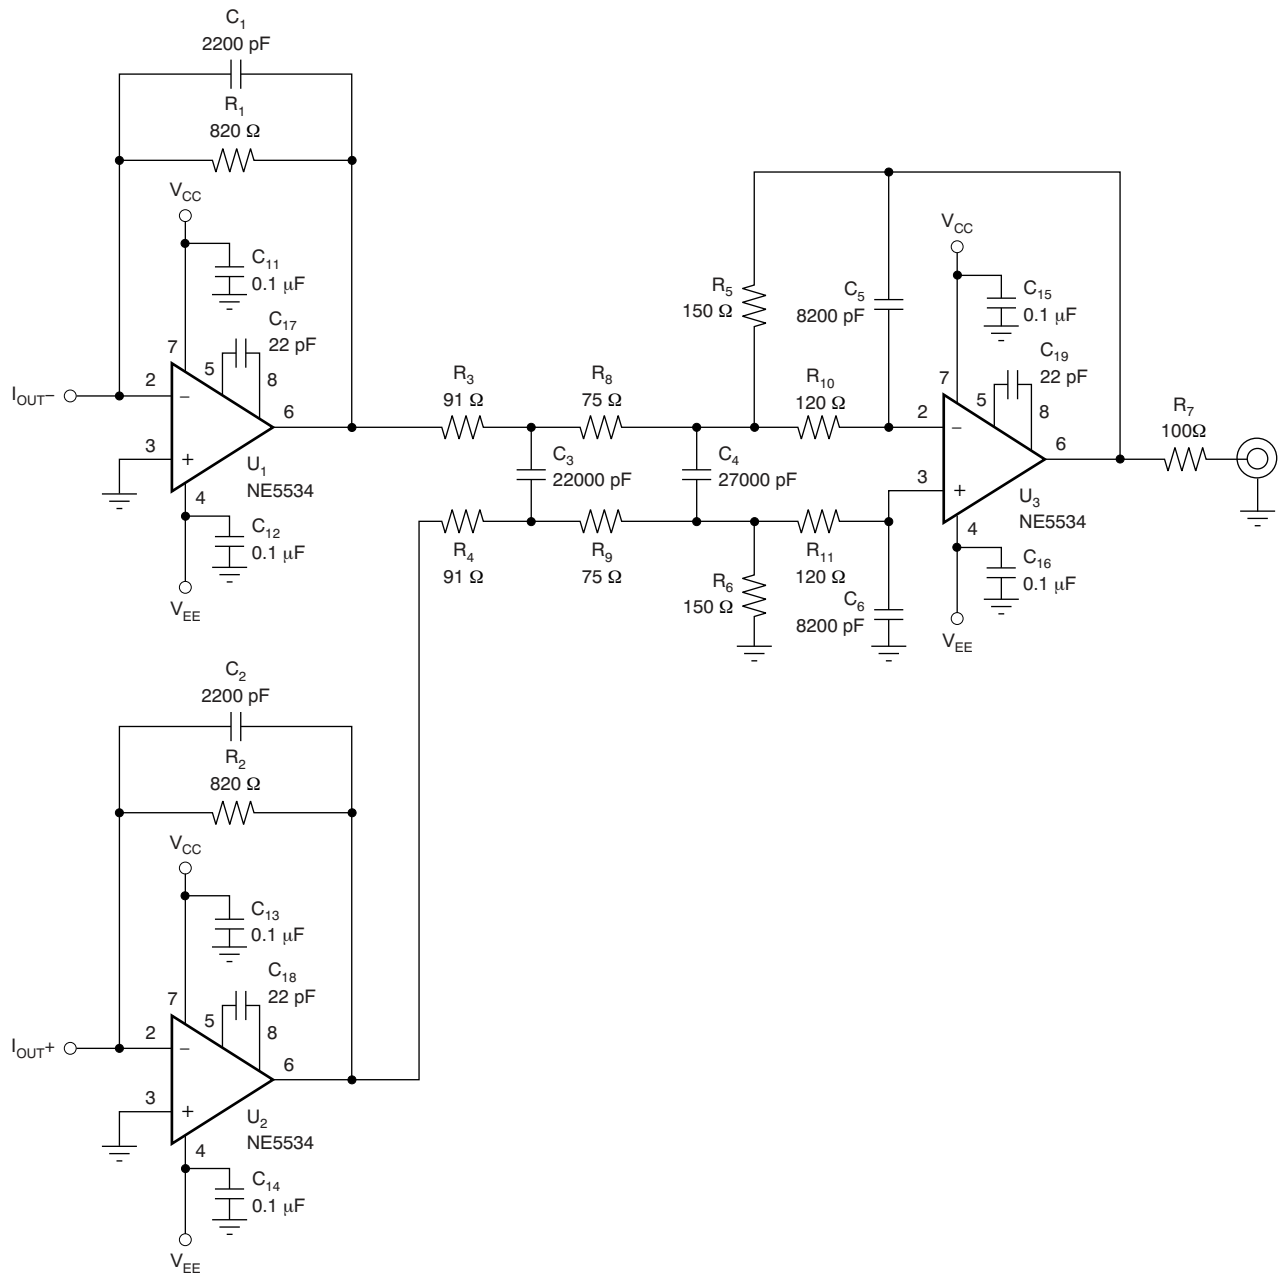 C1
2200 pF
R1
820 Ω
VCC
C11
0.1 μF
C17
22 pF
7
5
8
2
IOUT–
–
6
3
+
U1
NE5534
4
C12
0.1 μF
VEE
R3
91 Ω
R8
75 Ω
C3
22000 pF
C4
27000 pF
R4
91 Ω
R9
75 Ω
R5
150 Ω
C5
8200 pF
R10
120 Ω
R11
120 Ω
R6
150 Ω
C6
8200 pF
VCC
C15
0.1 μF
C19
22 pF
7
5
8
2
–
6
3
+
U3
NE5534
4
C16
0.1 μF
VEE
R7
100Ω
C2
2200 pF
R2
820 Ω
VCC
C13
0.1 μF
C18
22 pF
7
5
8
2
IOUT+
–
6
3
+
U2
NE5534
4
C14
0.1 μF
VEE